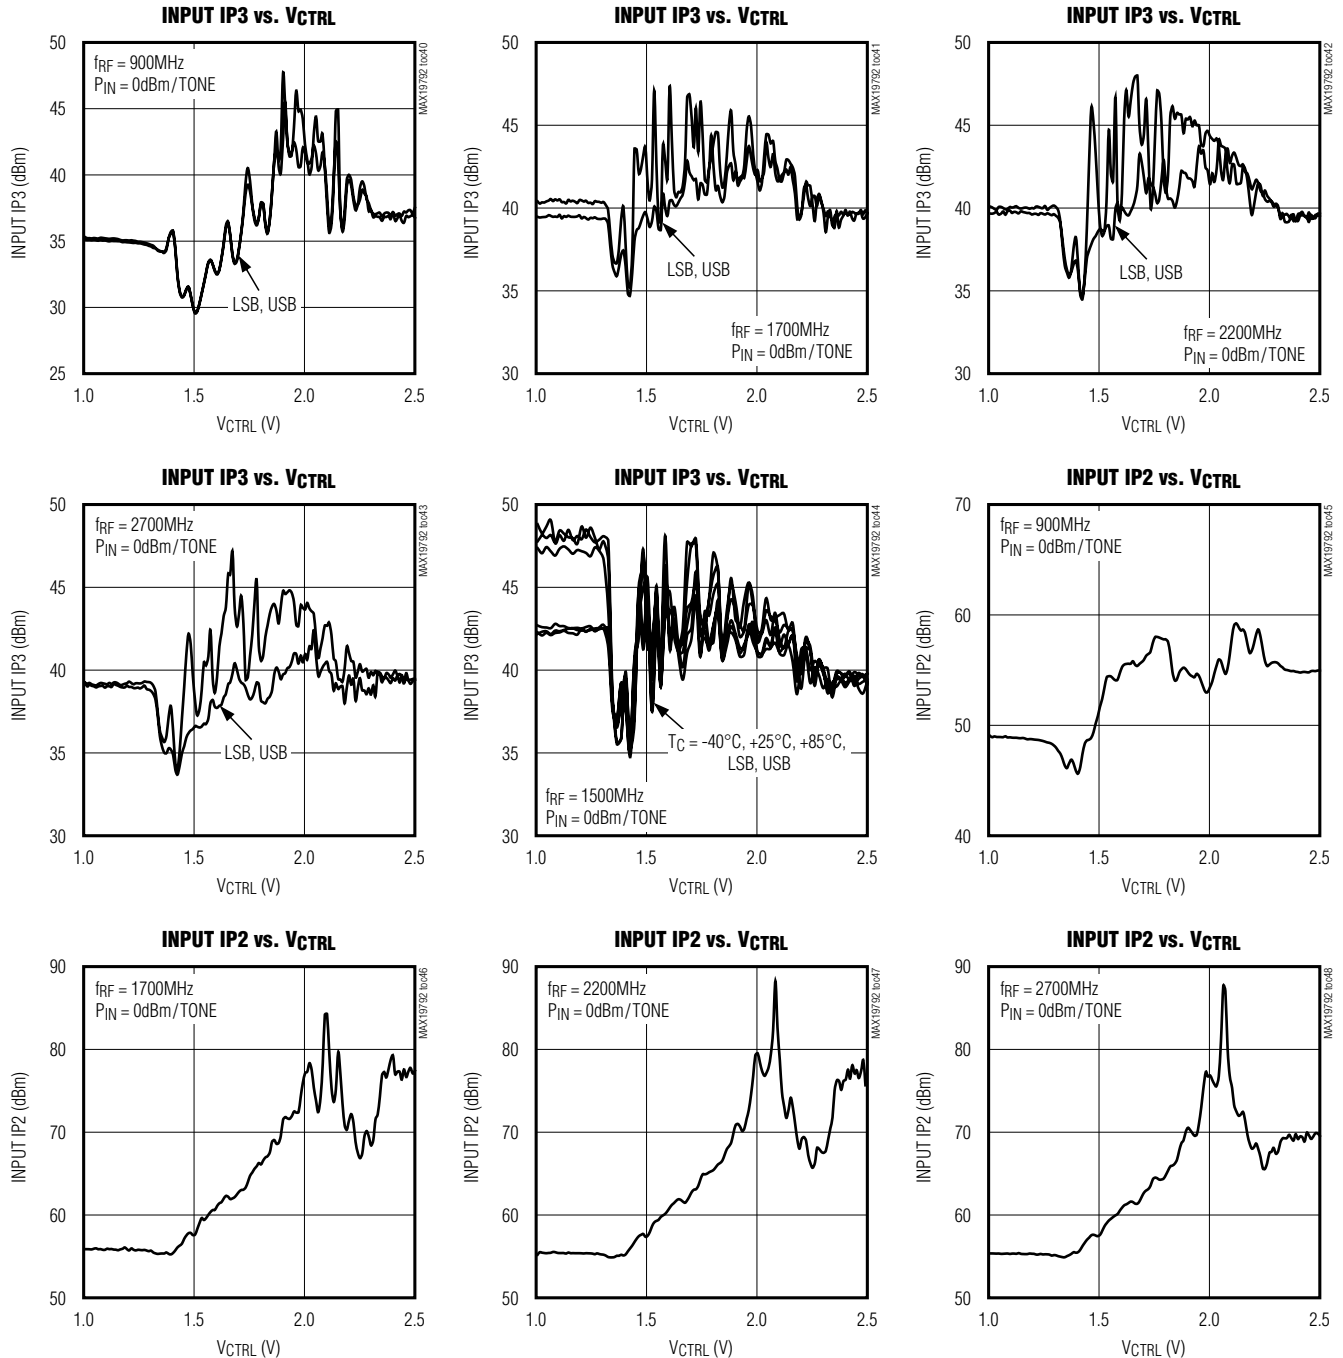 INPUT IP3 vs. VCTRL
50
45
40
35
30
25
INPUT IP3 (dBm)
fRF = 900MHz
PIN = 0dBm/TONE
LSB, USB
MAX19792 toc40
1.0 1.5 2.0 2.5
VCTRL (V)
INPUT IP3 vs. VCTRL
50
45
40
35
30
INPUT IP3 (dBm)
LSB, USB
fRF = 1700MHz
PIN = 0dBm/TONE
MAX19792 toc41
1.0 1.5 2.0 2.5
VCTRL (V)
INPUT IP3 vs. VCTRL
50
45
40
35
30
INPUT IP3 (dBm)
LSB, USB
fRF = 2200MHz
PIN = 0dBm/TONE
MAX19792 toc42
1.0 1.5 2.0 2.5
VCTRL (V)
INPUT IP3 vs. VCTRL
50
45
40
35
30
INPUT IP3 (dBm)
fRF = 2700MHz
PIN = 0dBm/TONE
LSB, USB
MAX19792 toc43
1.0 1.5 2.0 2.5
VCTRL (V)
INPUT IP3 vs. VCTRL
50
45
40
35
30
INPUT IP3 (dBm)
TC = -40°C, +25°C, +85°C,
LSB, USB
fRF = 1500MHz
PIN = 0dBm/TONE
MAX19792 toc44
1.0 1.5 2.0 2.5
VCTRL (V)
INPUT IP2 vs. VCTRL
70
60
50
40
INPUT IP2 (dBm)
fRF = 900MHz
PIN = 0dBm/TONE
MAX19792 toc45
1.0 1.5 2.0 2.5
VCTRL (V)
INPUT IP2 vs. VCTRL
90
80
70
60
50
INPUT IP2 (dBm)
fRF = 1700MHz
PIN = 0dBm/TONE
MAX19792 toc46
1.0 1.5 2.0 2.5
VCTRL (V)
INPUT IP2 vs. VCTRL
90
80
70
60
50
INPUT IP2 (dBm)
fRF = 2200MHz
PIN = 0dBm/TONE
MAX19792 toc47
1.0 1.5 2.0 2.5
VCTRL (V)
INPUT IP2 vs. VCTRL
90
80
70
60
50
INPUT IP2 (dBm)
fRF = 2700MHz
PIN = 0dBm/TONE
MAX19792 toc48
1.0 1.5 2.0 2.5
VCTRL (V)